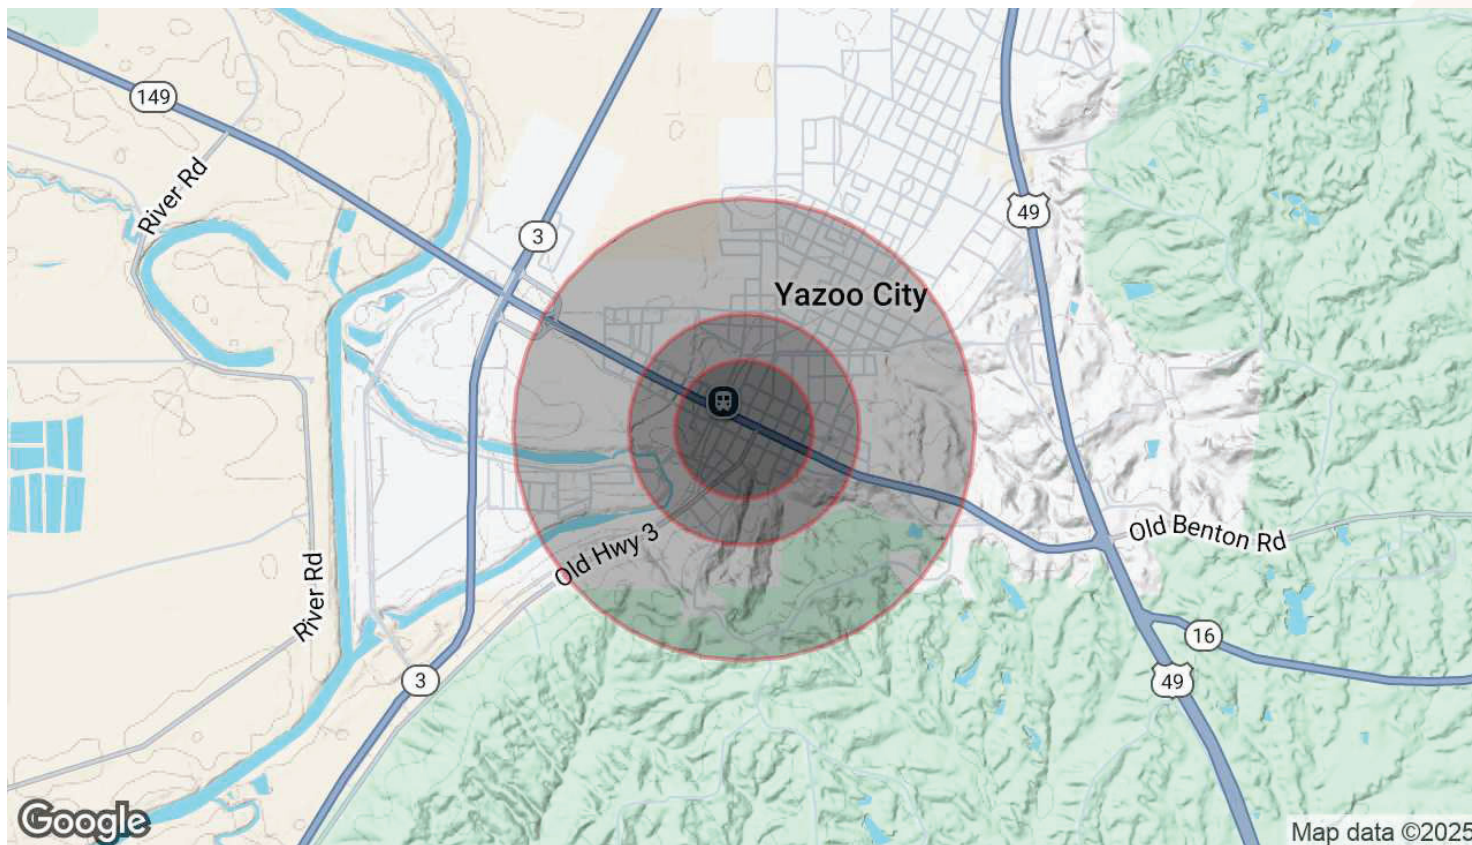 149
River Rd
3
49
Yazoo City
Old Hwy 3
Old Benton Rd
River Rd
16
3
49
Google
Map data ©2025